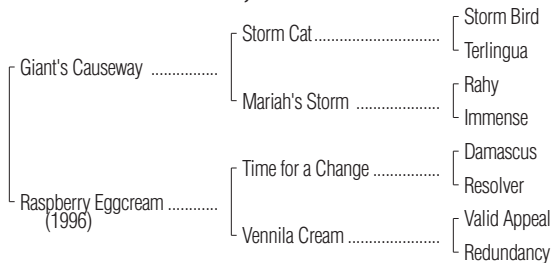 Storm Bird
Storm Cat......................
Terlingua
Giant's Causeway ................
Rahy
Mariah's Storm ....................
Immense
Damascus
Time for a Change ................
Resolver
Raspberry Eggcream ............
(1996)
Valid Appeal
Vennila Cream ......................
Redundancy